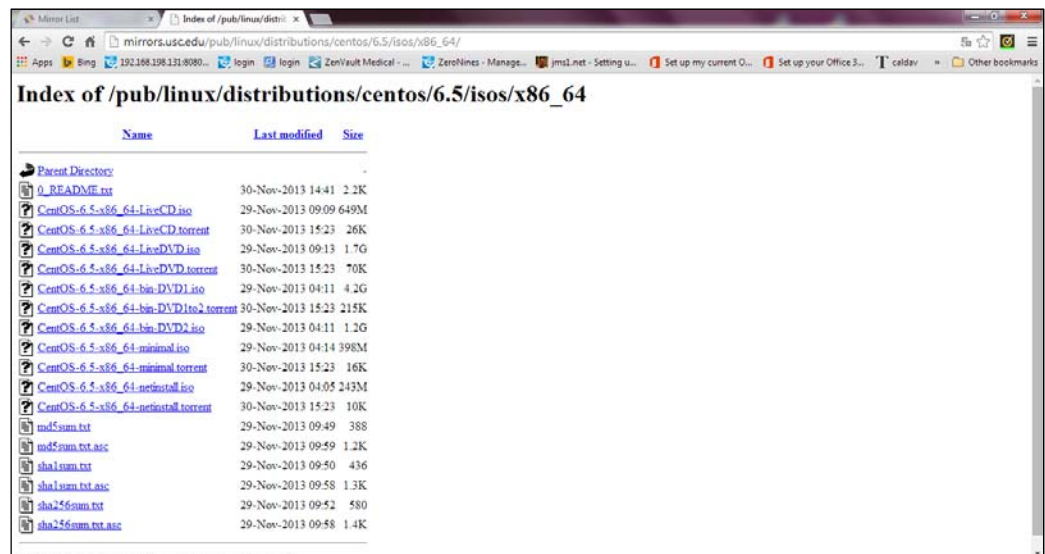 Mirror List
Index of /pub/linux/distrib
mirrors.usc.edu/pub/linux/distributions/centos/6.5/isos/x86_64/
Apps Bing 192.168.198.131:8080... login login ZenVault Medical - ... ZeroNines - Manage... jms1.net - Setting u... Set up my current O... Set up your Office 3... caldav » Other bookmarks
Index of /pub/linux/distributions/centos/6.5/isos/x86_64
Name Last modified Size
Parent Directory -
0_README.txt 30-Nov-2013 14:41 2.2K
CentOS-6.5-x86_64-LiveCD.iso 29-Nov-2013 09:09 649M
CentOS-6.5-x86_64-LiveCD.torrent 30-Nov-2013 15:23 26K
CentOS-6.5-x86_64-LiveDVD.iso 29-Nov-2013 09:13 1.7G
CentOS-6.5-x86_64-LiveDVD.torrent 30-Nov-2013 15:23 70K
CentOS-6.5-x86_64-bin-DVD1.iso 29-Nov-2013 04:11 4.2G
CentOS-6.5-x86_64-bin-DVD1to2.torrent 30-Nov-2013 15:23 215K
CentOS-6.5-x86_64-bin-DVD2.iso 29-Nov-2013 04:11 1.2G
CentOS-6.5-x86_64-minimal.iso 29-Nov-2013 04:14 398M
CentOS-6.5-x86_64-minimal.torrent 30-Nov-2013 15:23 16K
CentOS-6.5-x86_64-netinstall.iso 29-Nov-2013 04:05 243M
CentOS-6.5-x86_64-netinstall.torrent 30-Nov-2013 15:23 10K
md5sum.txt 29-Nov-2013 09:49 388
md5sum.txt.asc 29-Nov-2013 09:59 1.2K
sha1sum.txt 29-Nov-2013 09:50 436
sha1sum.txt.asc 29-Nov-2013 09:58 1.3K
sha256sum.txt 29-Nov-2013 09:52 580
sha256sum.txt.asc 29-Nov-2013 09:58 1.4K